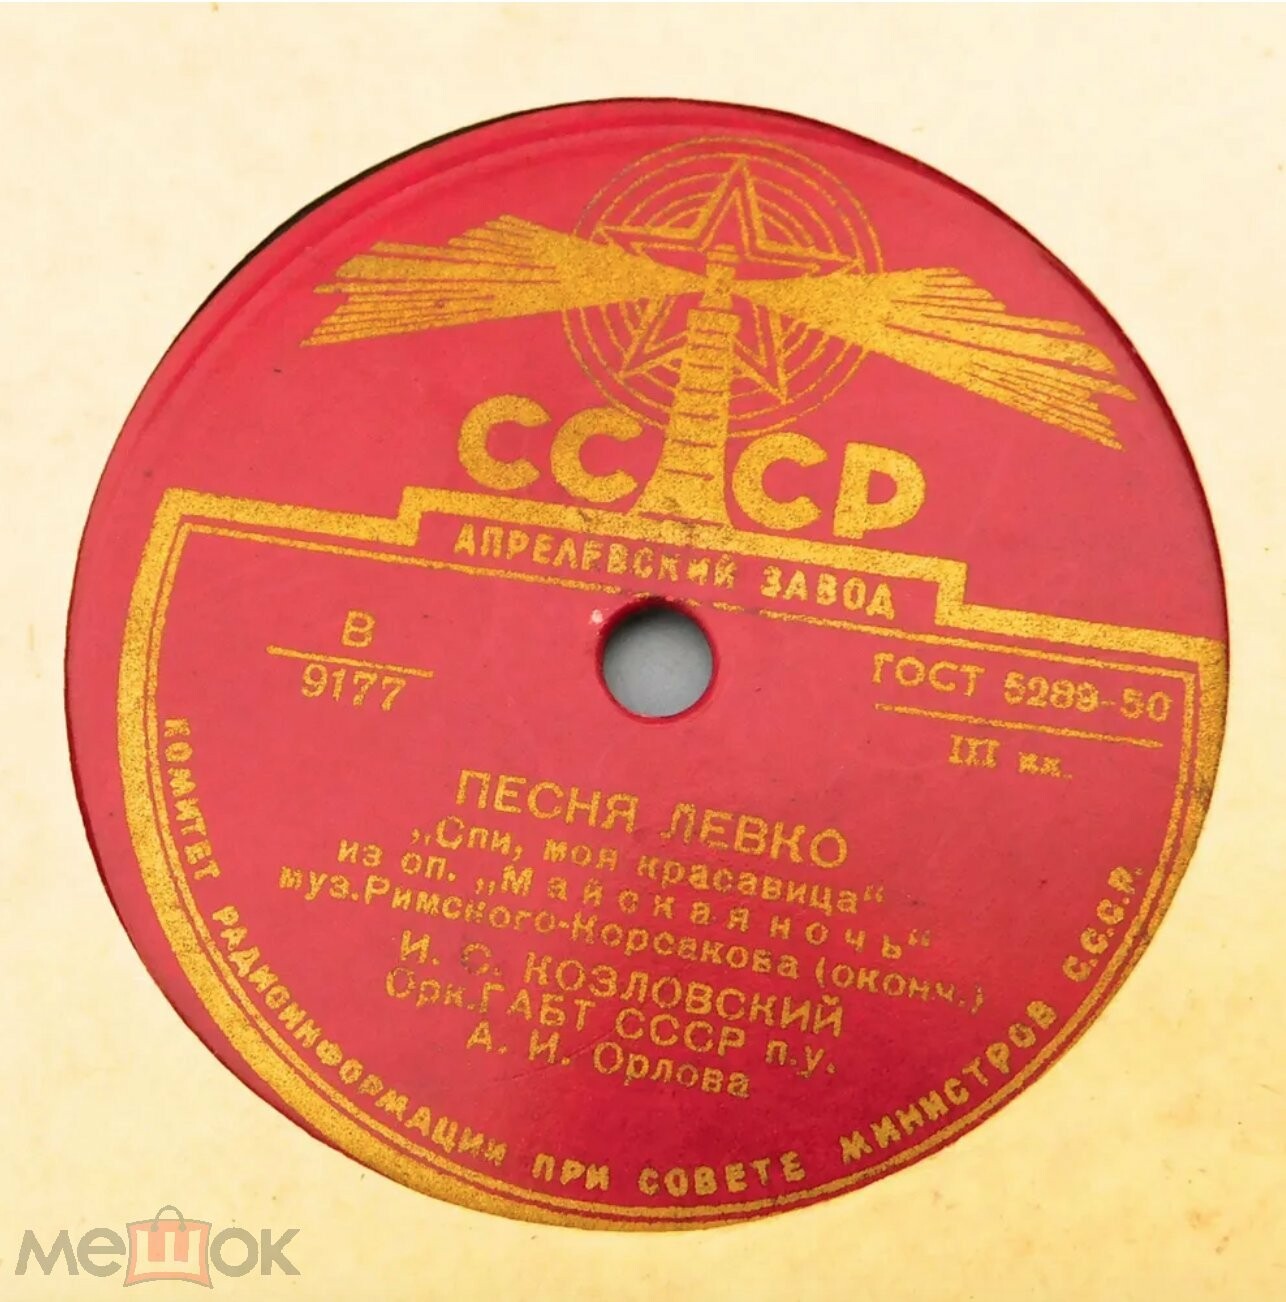 СССР
АПРЕЛЕВСКИЙ ЗАВОД
В
9177
ГОСТ 5289-50
III кл.
ПЕСНЯ ЛЕВКО
„Спи, моя красавица“
из оп. „Майская ночь“
муз.Римского-Корсакова (оконч.)
И. С. КОЗЛОВСКИЙ
Орк.ГАБТ СССР п.у.
А. И. Орлова
КОМИТЕТ РАДИОИНФОРМАЦИИ ПРИ СОВЕТЕ МИНИСТРОВ С.С.С.Р.
мешок